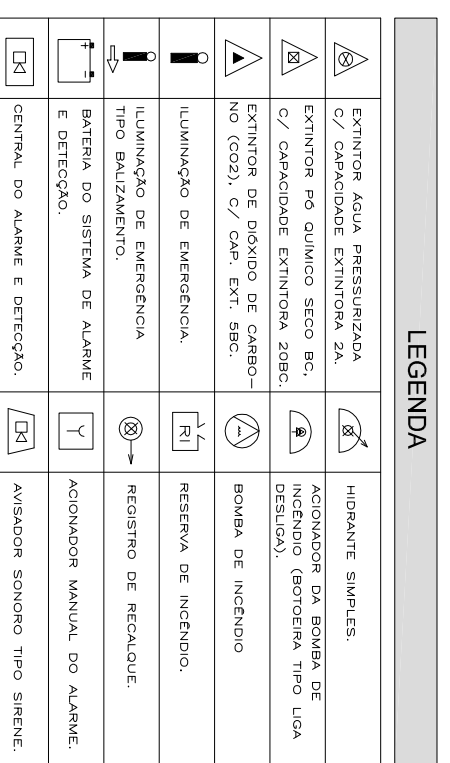 LEGENDA
EXTINTOR ÁGUA PRESSURIZADA
C/ CAPACIDADE EXTINTORA 2A.
HIDRANTE SIMPLES.
EXTINTOR PÓ QUÍMICO SECO BC,
C/ CAPACIDADE EXTINTORA 20BC.
ACIONADOR DA BOMBA DE
INCÊNDIO (BOTOEIRA TIPO LIGA
DESLIGA).
EXTINTOR DE DIÓXIDO DE CARBO-
NO (CO2), C/ CAP. EXT. 5BC.
BOMBA DE INCÊNDIO
ILUMINAÇÃO DE EMERGÊNCIA.
RI
RESERVA DE INCÊNDIO.
ILUMINAÇÃO DE EMERGÊNCIA
TIPO BALIZAMENTO.
REGISTRO DE RECALQUE.
+ -
BATERIA DO SISTEMA DE ALARME
E DETECÇÃO.
ACIONADOR MANUAL DO ALARME.
CENTRAL DO ALARME E DETECÇÃO.
AVISADOR SONORO TIPO SIRENE.